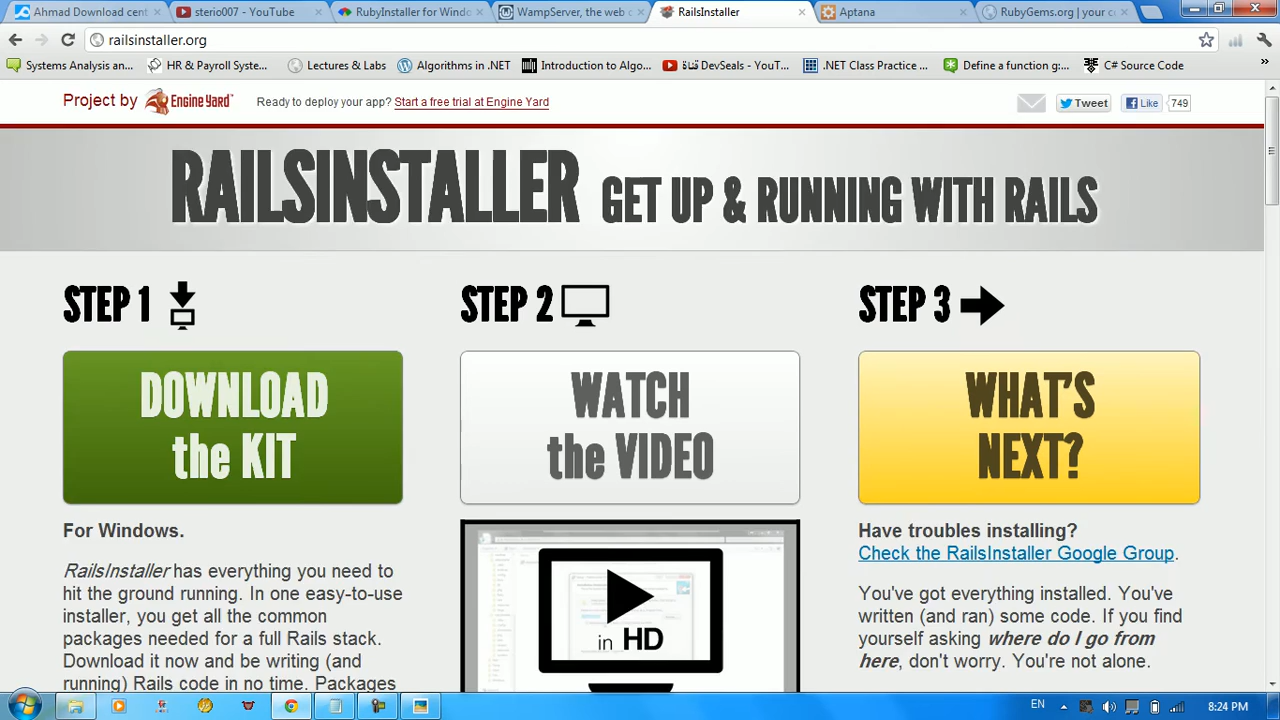 Ahmad Download cent
sterio007 - YouTube
RubyInstaller for Windo
WampServer, the web d
RailsInstaller
Aptana
RubyGems.org | your c
railsinstaller.org
Systems Analysis an...
HR & Payroll Syste...
Lectures & Labs
Algorithms in .NET
Introduction to Algo...
DevSeals - YouT...
.NET Class Practice ...
Define a function g:...
C# Source Code
Project by ENGINE YARD
Ready to deploy your app? Start a free trial at Engine Yard
Tweet
Like
749
RAILSINSTALLER GET UP & RUNNING WITH RAILS
STEP 1
DOWNLOAD
the KIT
For Windows.
RailsInstaller has everything you need to
hit the ground running. In one easy-to-use
installer, you get all the common
packages needed for a full Rails stack.
Download it now and be writing (and
running) Rails code in no time. Packages
STEP 2
WATCH
the VIDEO
in HD
STEP 3
WHAT'S
NEXT?
Have troubles installing?
Check the RailsInstaller Google Group.
You've got everything installed. You've
written (and ran) some code. If you find
yourself asking where do I go from
here, don't worry. You're not alone.
EN
8:24 PM